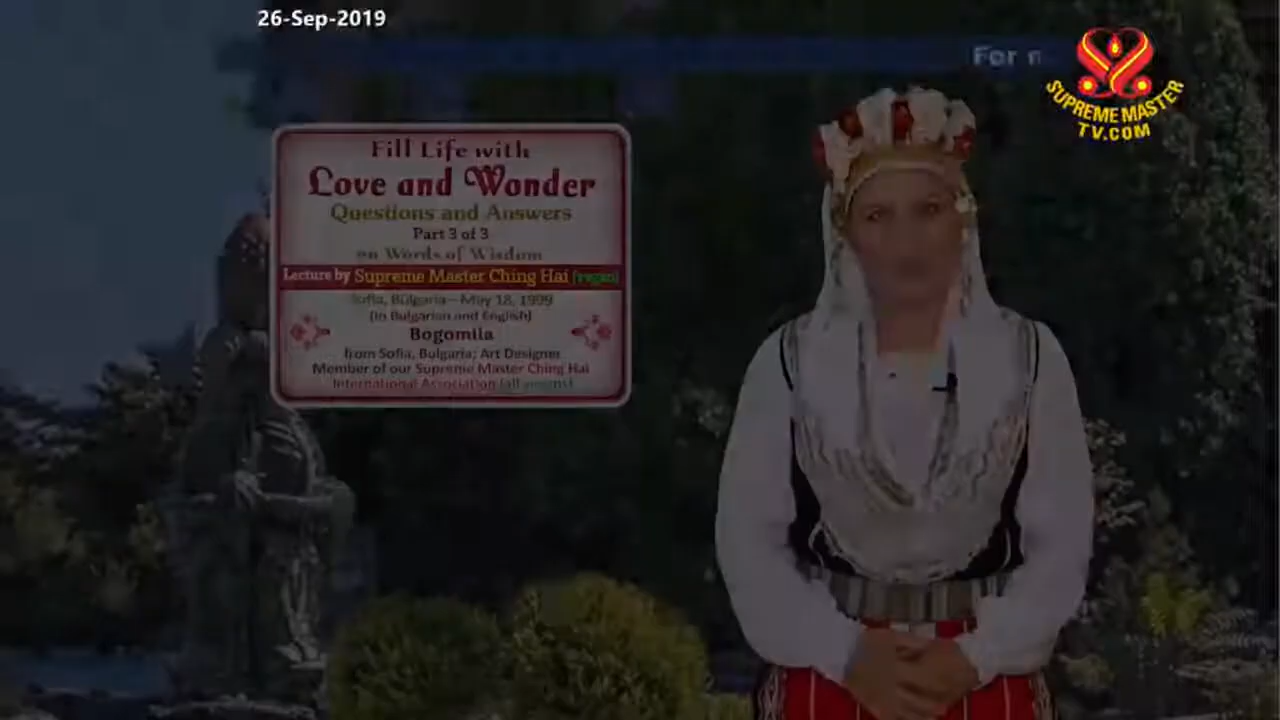 26-Sep-2019
For
SUPREME MASTER
TV.COM
Fill Life with
Love and Wonder
Questions and Answers
Part 3 of 3
on Words of Wisdom
Lecture by Supreme Master Ching Hai (vegan)
Sofia, Bulgaria – May 18, 1999
(In Bulgarian and English)
Bogomila
from Sofia, Bulgaria; Art Designer
Member of our Supreme Master Ching Hai
International Association (all vegans)